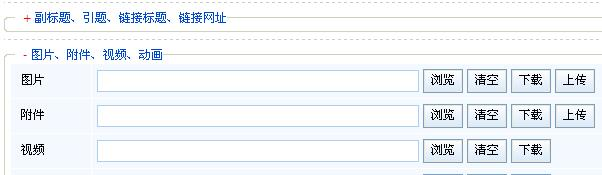 + 副标题、引题、链接标题、链接网址
- 图片、附件、视频、动画
图片 浏览 清空 下载 上传
附件 浏览 清空 下载 上传
视频 浏览 清空 下载